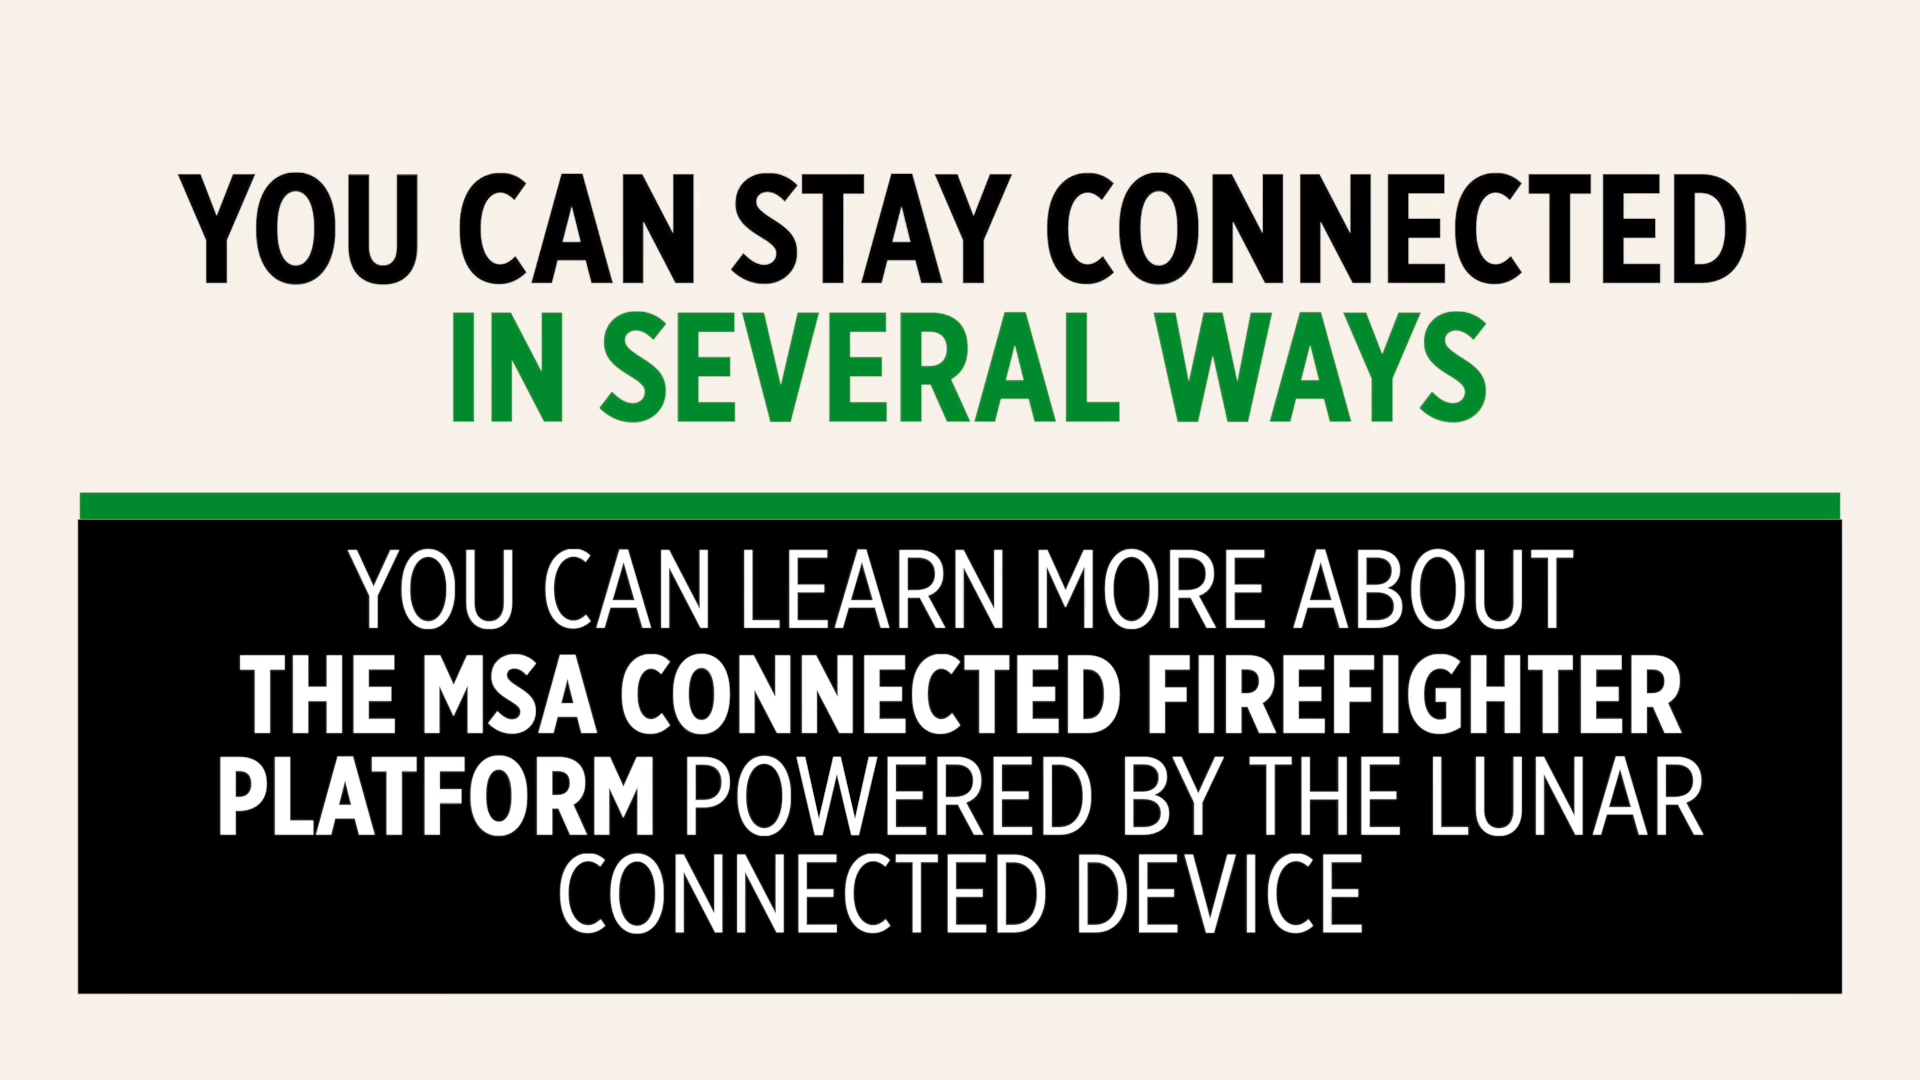 YOU CAN STAY CONNECTED
IN SEVERAL WAYS
YOU CAN LEARN MORE ABOUT
THE MSA CONNECTED FIREFIGHTER
PLATFORM POWERED BY THE LUNAR
CONNECTED DEVICE